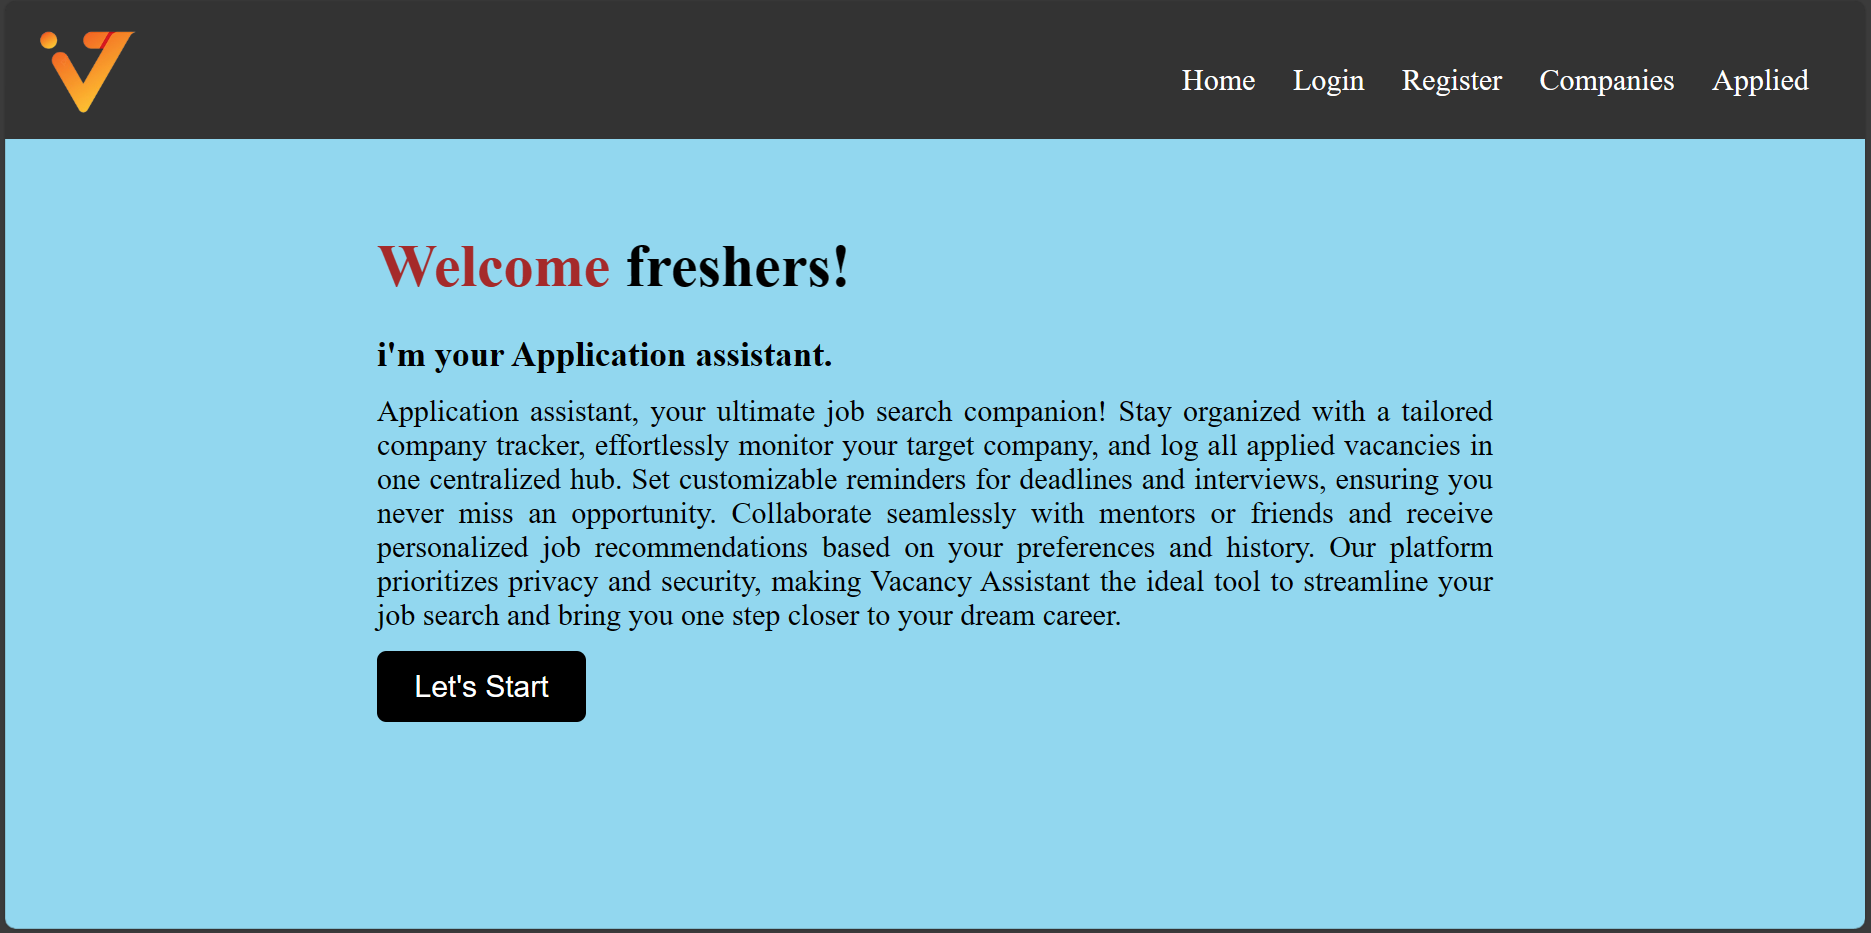 Home Login Register Companies Applied
Welcome freshers!
i'm your Application assistant.
Application assistant, your ultimate job search companion! Stay organized with a tailored
company tracker, effortlessly monitor your target company, and log all applied vacancies in
one centralized hub. Set customizable reminders for deadlines and interviews, ensuring you
never miss an opportunity. Collaborate seamlessly with mentors or friends and receive
personalized job recommendations based on your preferences and history. Our platform
prioritizes privacy and security, making Vacancy Assistant the ideal tool to streamline your
job search and bring you one step closer to your dream career.
Let's Start